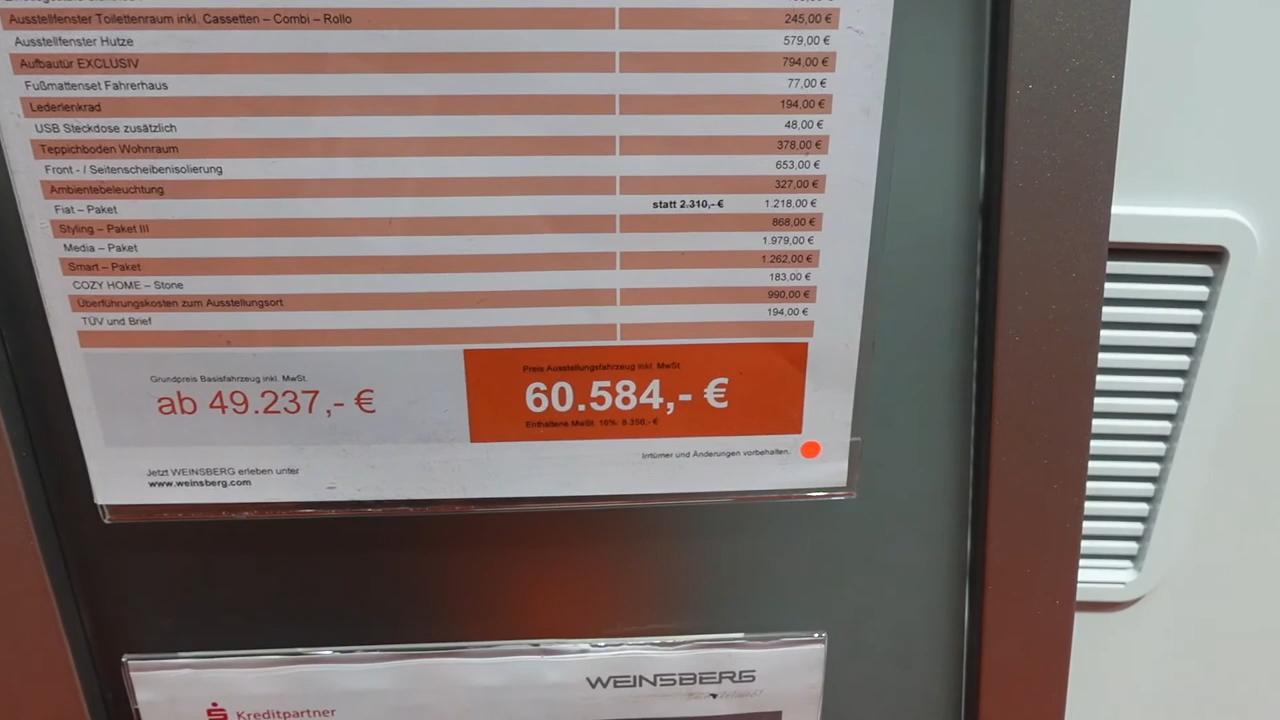 Ausstellfenster Toilettenraum inkl. Cassetten – Combi – Rollo 245,00 €
Ausstellfenster Hutze 579,00 €
Aufbautür EXCLUSIV 794,00 €
Fußmattenset Fahrerhaus 77,00 €
Lederlenkrad 194,00 €
USB Steckdose zusätzlich 48,00 €
Teppichboden Wohnraum 378,00 €
Front - / Seitenscheibenisolierung 653,00 €
Ambientebeleuchtung 327,00 €
Fiat – Paket statt 2.310,- € 1.218,00 €
Styling – Paket III 868,00 €
Media – Paket 1.979,00 €
Smart – Paket 1.262,00 €
COZY HOME – Stone 183,00 €
Überführungskosten zum Ausstellungsort 990,00 €
TÜV und Brief 194,00 €
Grundpreis Basisfahrzeug inkl. MwSt.
ab 49.237,- €
Preis Ausstellungsfahrzeug inkl. MwSt.
60.584,- €
Enthaltene MwSt. 16%: 8.356,- €
Irrtümer und Änderungen vorbehalten.
Jetzt WEINSBERG erleben unter
www.weinsberg.com
WEINSBERG
Kreditpartner